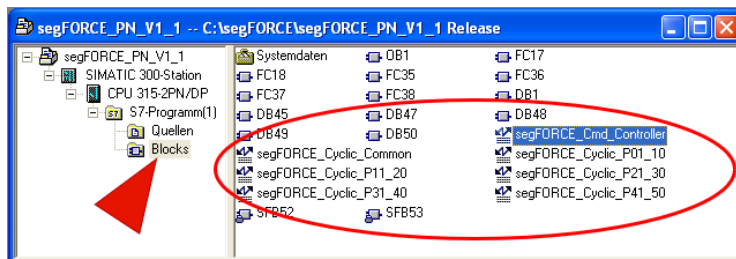 segFORCE_PN_V1_1 -- C:\segFORCE\segFORCE_PN_V1_1 Release
segFORCE_PN_V1_1
SIMATIC 300-Station
CPU 315-2PN/DP
S7-Programm(1)
Quellen
Blocks
Systemdaten OB1 FC17
FC18 FC35 FC36
FC37 FC38 DB1
DB45 DB47 DB48
DB49 DB50 segFORCE_Cmd_Controller
segFORCE_Cyclic_Common segFORCE_Cyclic_P01_10
segFORCE_Cyclic_P11_20 segFORCE_Cyclic_P21_30
segFORCE_Cyclic_P31_40 segFORCE_Cyclic_P41_50
SFB52 SFB53